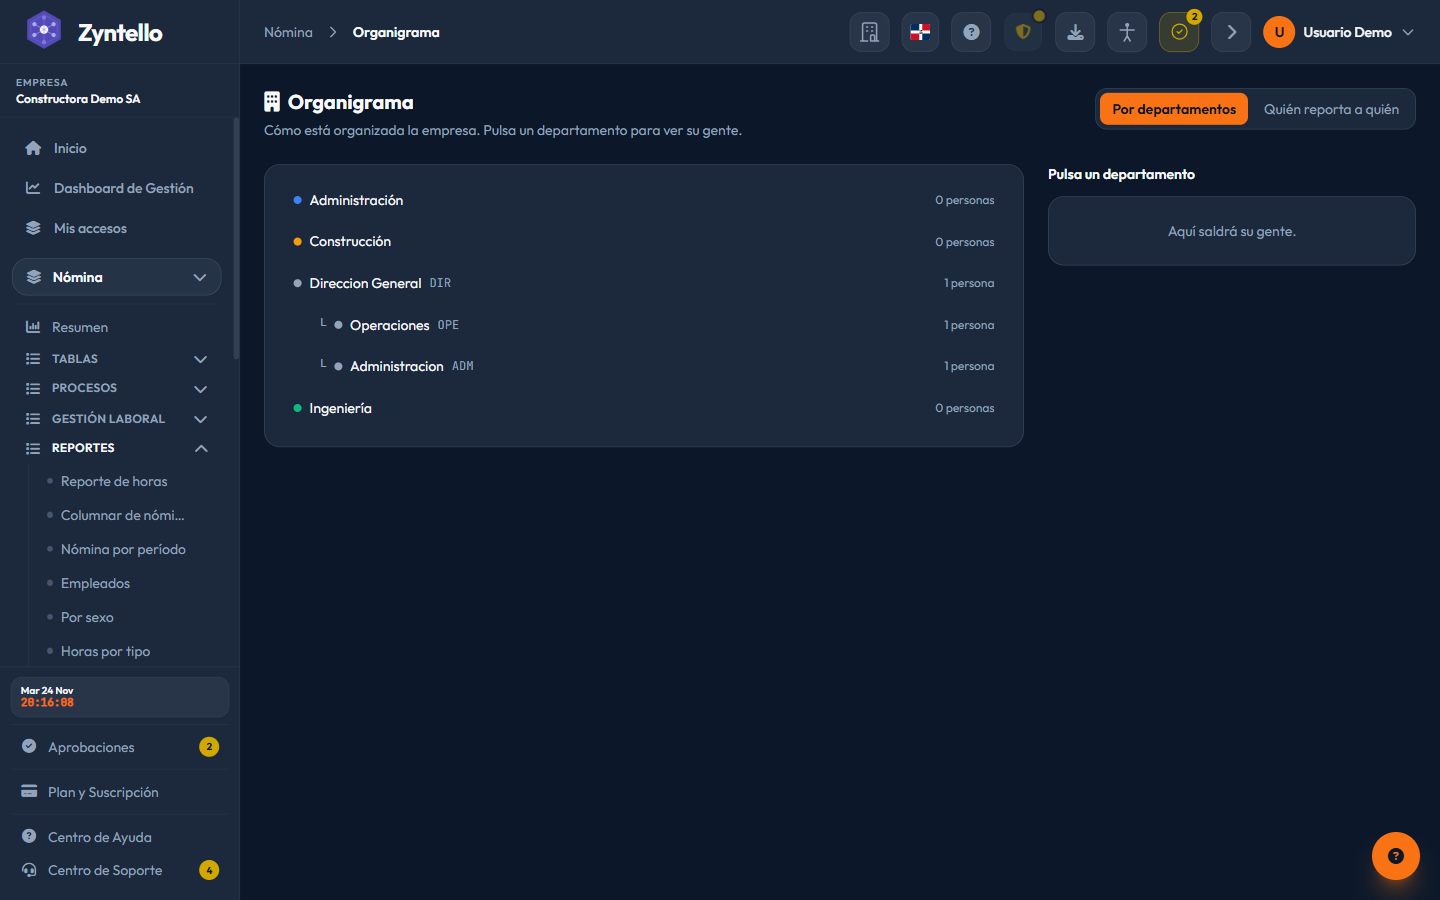 Zyntello
Nómina
Organigrama
2
U
Usuario Demo
EMPRESA
Constructora Demo SA
Inicio
Dashboard de Gestión
Mis accesos
Nómina
Resumen
TABLAS
PROCESOS
GESTIÓN LABORAL
REPORTES
Reporte de horas
Columnar de nómi...
Nómina por período
Empleados
Por sexo
Horas por tipo
Mar 24 Nov
20:16:08
Aprobaciones 2
Plan y Suscripción
Centro de Ayuda
Centro de Soporte 4
Organigrama
Cómo está organizada la empresa. Pulsa un departamento para ver su gente.
Por departamentos Quién reporta a quién
Administración 0 personas
Construcción 0 personas
Direccion General DIR 1 persona
└ Operaciones OPE 1 persona
└ Administracion ADM 1 persona
Ingeniería 0 personas
Pulsa un departamento
Aquí saldrá su gente.
?